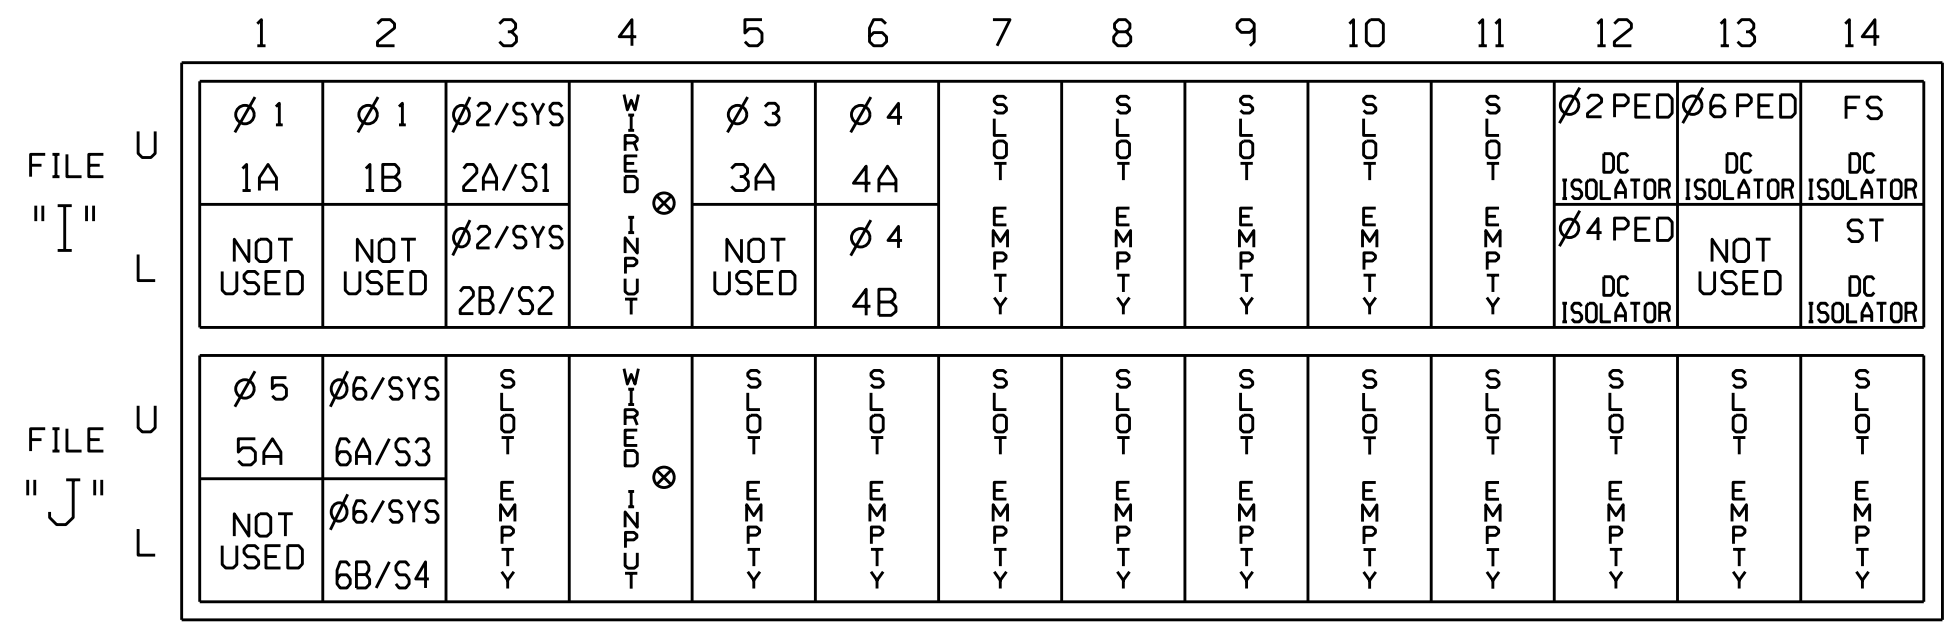 1 2 3 4 5 6 7 8 9 10 11 12 13 14
FILE
"I"
U
L
Ø 1
1A
Ø 1
1B
Ø2/SYS
2A/S1
WIRED INPUT
Ø 3
3A
Ø 4
4A
SLOT EMPTY
SLOT EMPTY
SLOT EMPTY
SLOT EMPTY
SLOT EMPTY
Ø2 PED
DC
ISOLATOR
Ø6 PED
DC
ISOLATOR
FS
DC
ISOLATOR
NOT
USED
NOT
USED
Ø2/SYS
2B/S2
NOT
USED
Ø 4
4B
Ø4 PED
DC
ISOLATOR
NOT
USED
ST
DC
ISOLATOR
FILE
"J"
U
L
Ø 5
5A
Ø6/SYS
6A/S3
SLOT EMPTY
WIRED INPUT
SLOT EMPTY
SLOT EMPTY
SLOT EMPTY
SLOT EMPTY
SLOT EMPTY
SLOT EMPTY
SLOT EMPTY
SLOT EMPTY
SLOT EMPTY
SLOT EMPTY
NOT
USED
Ø6/SYS
6B/S4